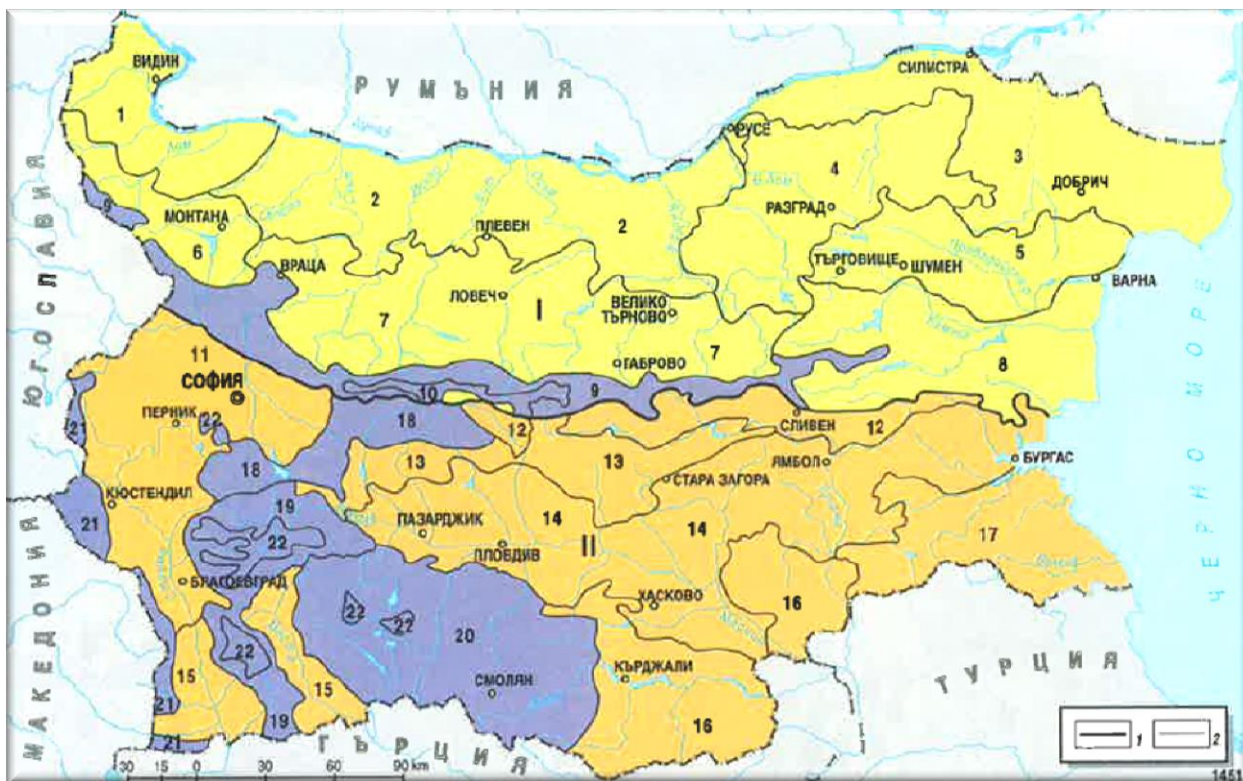 РУМЪНИЯ
ВИДИН
СИЛИСТРА
1
РУСЕ
3
4
2
ДОБРИЧ
9
МОНТАНА
РАЗГРАД
ПЛЕВЕН
2
5
6
ТЪРГОВИЩЕ
ШУМЕН
ВРАЦА
ВАРНА
ЛОВЕЧ
I
ВЕЛИКО
ТЪРНОВО
7
7
ГАБРОВО
8
ЮГОСЛАВИЯ
11
СОФИЯ
10
9
ПЕРНИК
22
21
18
12
СЛИВЕН
12
13
13
ЯМБОЛ
БУРГАС
18
СТАРА ЗАГОРА
КЮСТЕНДИЛ
19
21
14
ПАЗАРДЖИК
14
ПЛОВДИВ
II
17
22
БЛАГОЕВГРАД
ХАСКОВО
16
22
22
20
22
15
СМОЛЯН
КЪРДЖАЛИ
15
21
19
16
21
МАКЕДОНИЯ
ГЪРЦИЯ
ТУРЦИЯ
ЧЕРНО МОРЕ
30 15 0 30 60 90 km
1 2